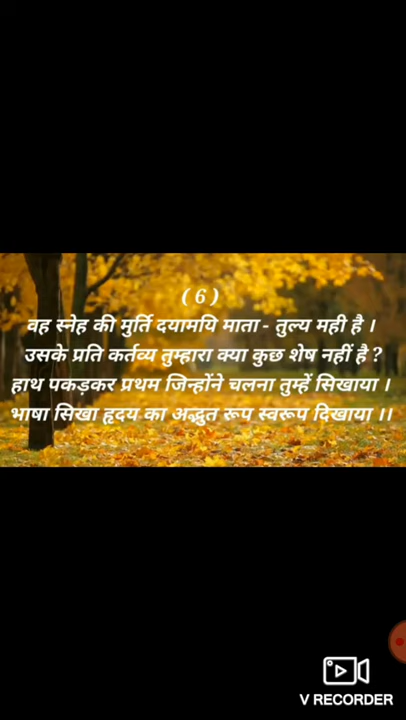 ( 6 )
वह स्नेह की मुर्ति दयामयि माता - तुल्य मही है ।
उसके प्रति कर्तव्य तुम्हारा क्या कुछ शेष नहीं है ?
हाथ पकड़कर प्रथम जिन्होंने चलना तुम्हें सिखाया ।
भाषा सिखा हृदय का अद्भुत रूप स्वरूप दिखाया ।।
V RECORDER